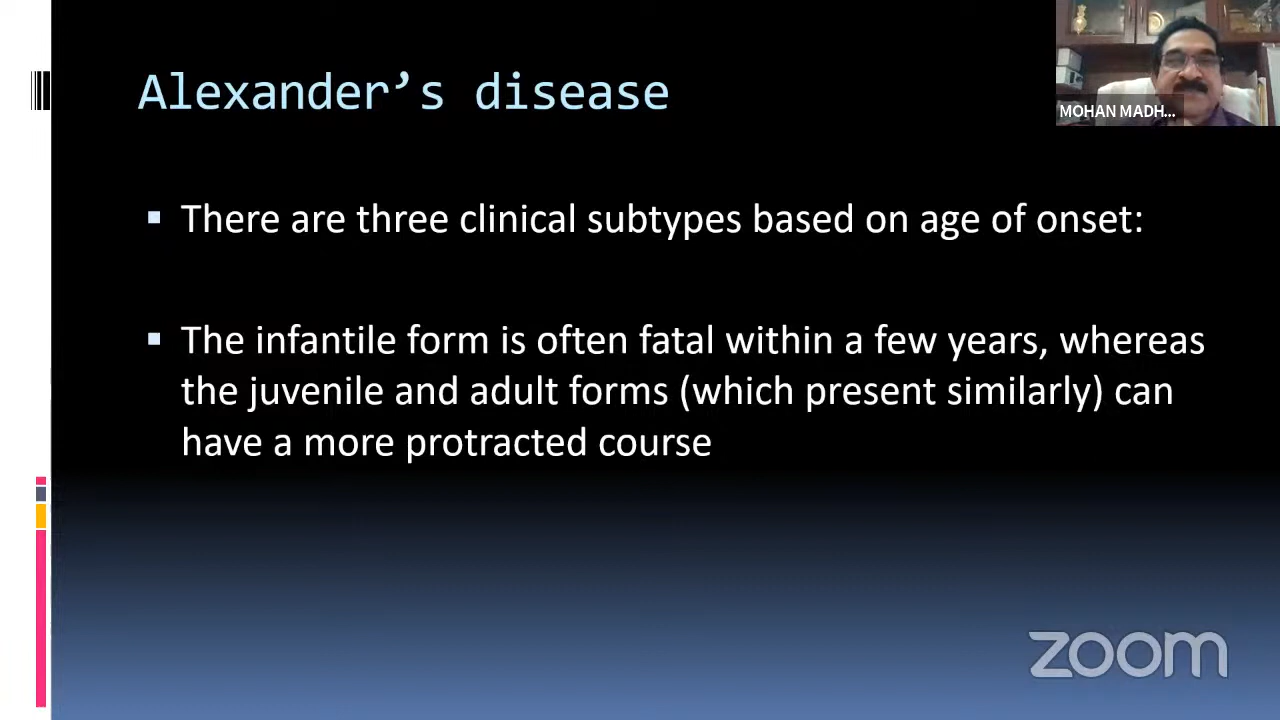 Alexander's disease
MOHAN MADH...
There are three clinical subtypes based on age of onset:
The infantile form is often fatal within a few years, whereas
the juvenile and adult forms (which present similarly) can
have a more protracted course
zoom